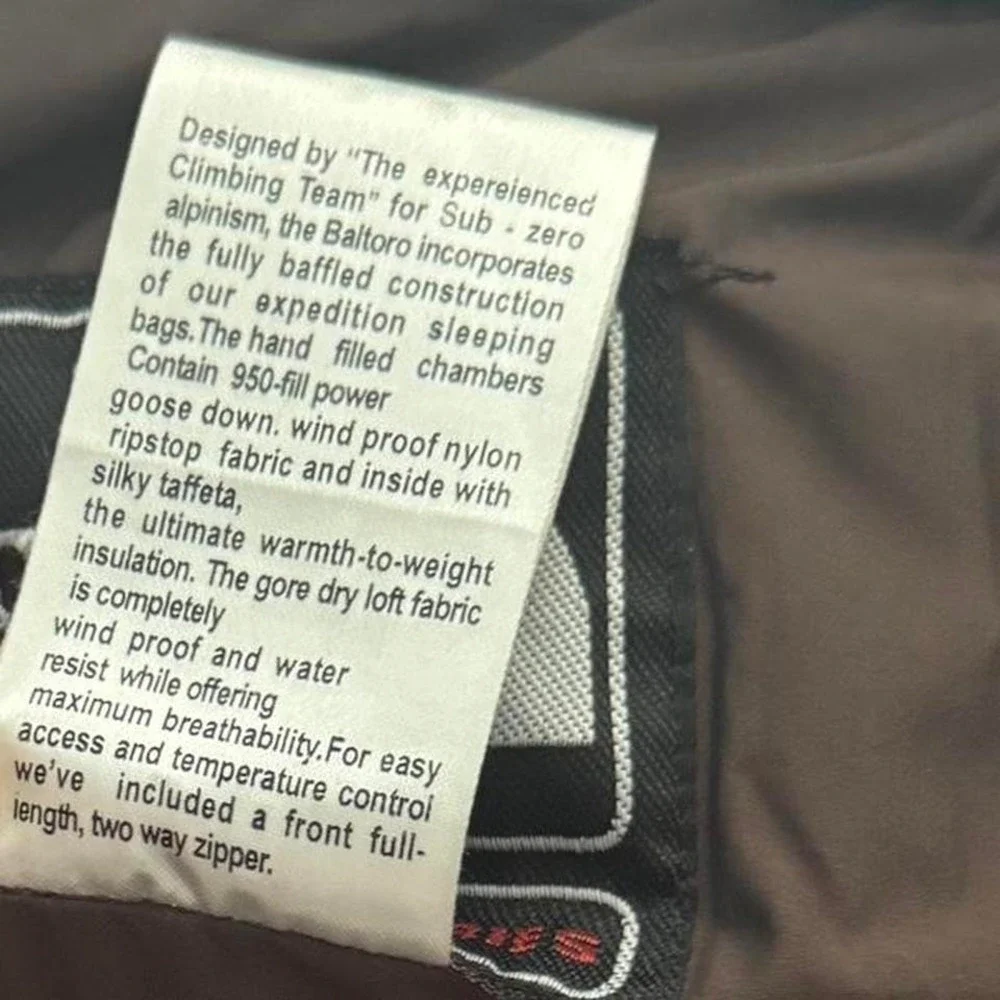 Designed by "The expereienced
Climbing Team" for Sub - zero
alpinism, the Baltoro incorporates
the fully baffled construction
of our expedition sleeping
bags.The hand filled chambers
Contain 950-fill power
goose down. wind proof nylon
ripstop fabric and inside with
silky taffeta,
the ultimate warmth-to-weight
insulation. The gore dry loft fabric
is completely
wind proof and water
resist while offering
maximum breathability.For easy
access and temperature control
we've included a front full-
length, two way zipper.